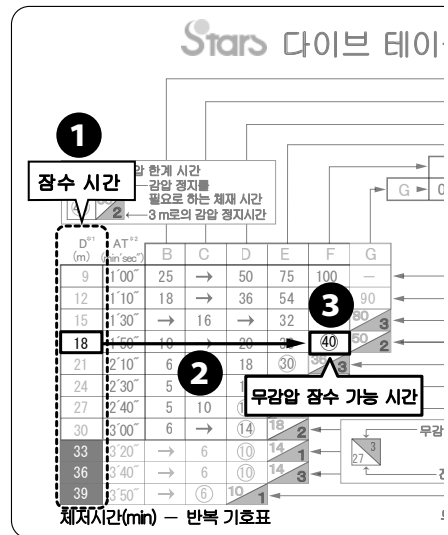 Stars 다이브 테이
1
잠수 시간
압 한계 시간
감압 정지를
필요로 하는 체재 시간
2 3 m로의 감압 정지시간
G 0
D*1 (m) AT*2 (min'sec") B C D E F G
9 1'00" 25 → 50 75 100 —
12 1'10" 18 → 36 54 90
3
15 1'30" → 16 → 32 80 3
18 → 40 50 2
21 2'10" 6 18 30 3
2
24 2'30" 5
무감압 잠수 가능 시간
27 2'40" 5 10
30 3'00" 6 → 14 18 2
무감
27 3
33 3'20" → 6 10 14 1
36 3'40" → 6 10 14 3
39 3'50" → 6 10 1
체재시간(min) — 반복 기호표